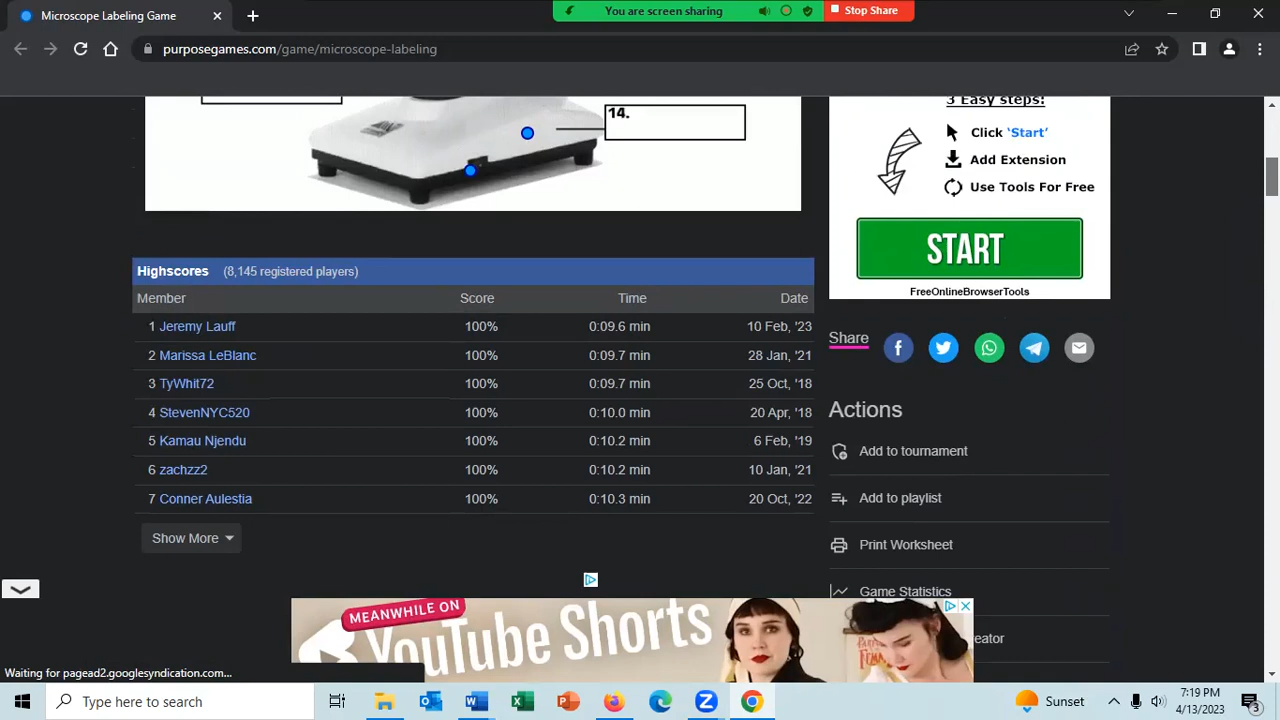 Microscope Labeling Game
You are screen sharing
Stop Share
purposegames.com/game/microscope-labeling
14.
3 Easy steps:
Click ‘Start’
Add Extension
Use Tools For Free
START
FreeOnlineBrowserTools
Highscores (8,145 registered players)
Member Score Time Date
1 Jeremy Lauff 100% 0:09.6 min 10 Feb, '23
2 Marissa LeBlanc 100% 0:09.7 min 28 Jan, '21
3 TyWhit72 100% 0:09.7 min 25 Oct, '18
4 StevenNYC520 100% 0:10.0 min 20 Apr, '18
5 Kamau Njendu 100% 0:10.2 min 6 Feb, '19
6 zachzz2 100% 0:10.2 min 10 Jan, '21
7 Conner Aulestia 100% 0:10.3 min 20 Oct, '22
Show More
Share
Actions
Add to tournament
Add to playlist
Print Worksheet
Game Statistics
eator
MEANWHILE ON
YouTube Shorts
Waiting for pagead2.googlesyndication.com...
Type here to search
Sunset
7:19 PM
4/13/2023
3